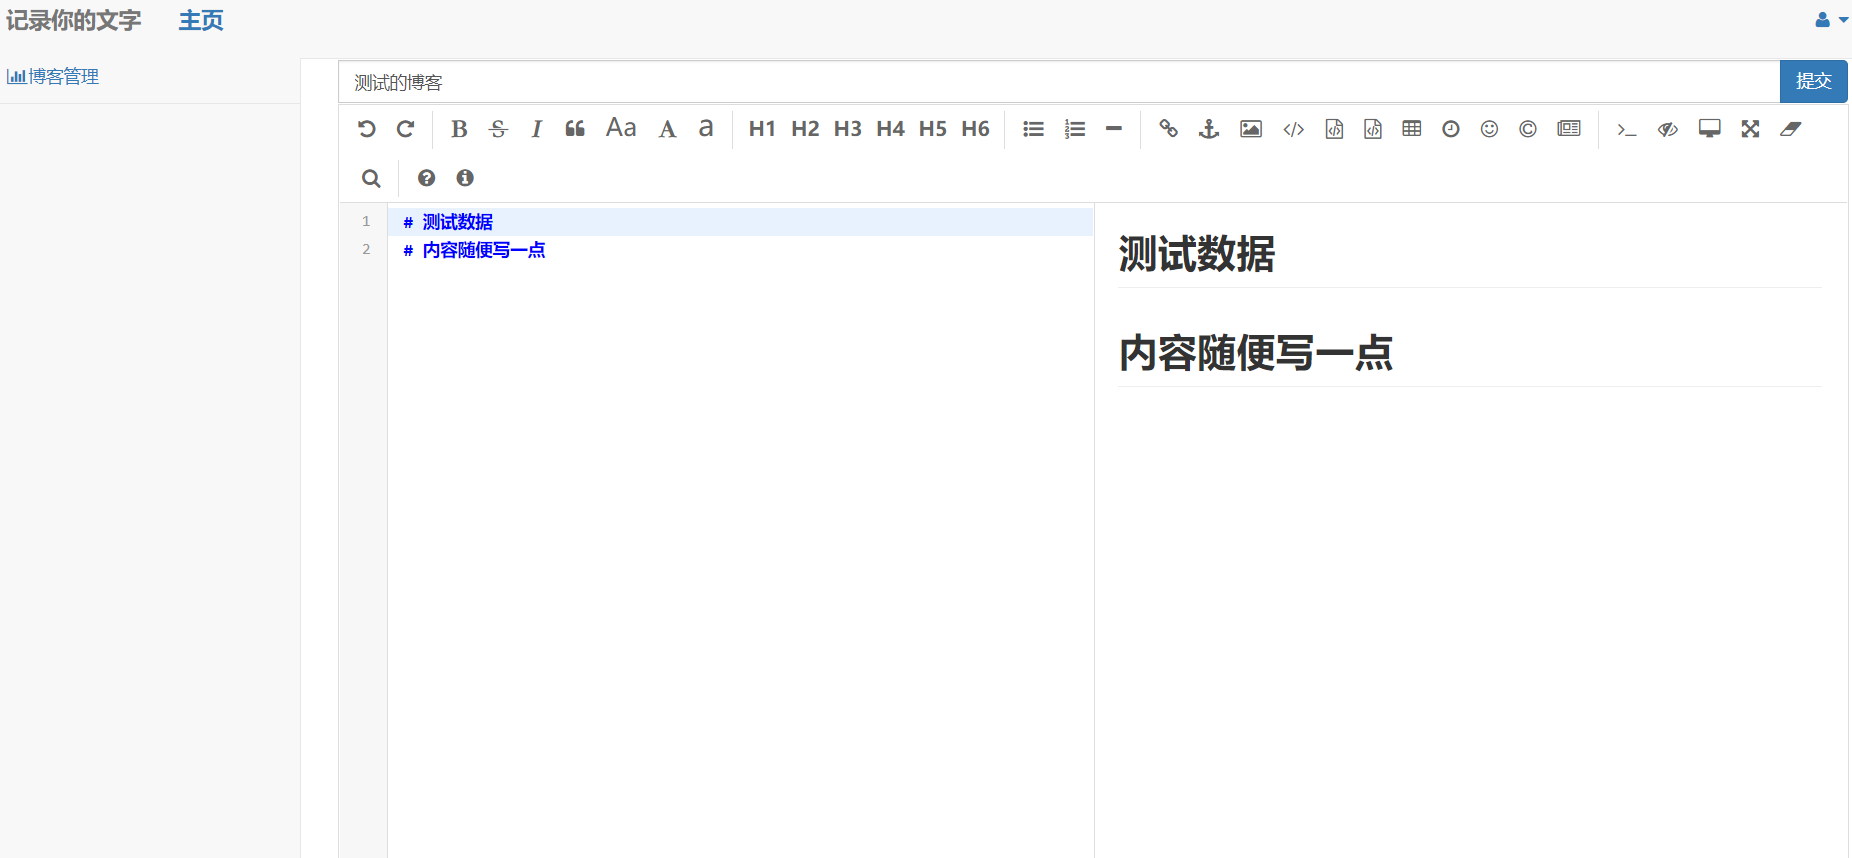 记录你的文字 主页
博客管理
测试的博客 提交
B S I Aa A a H1 H2 H3 H4 H5 H6
1 # 测试数据
2 # 内容随便写一点
测试数据
内容随便写一点